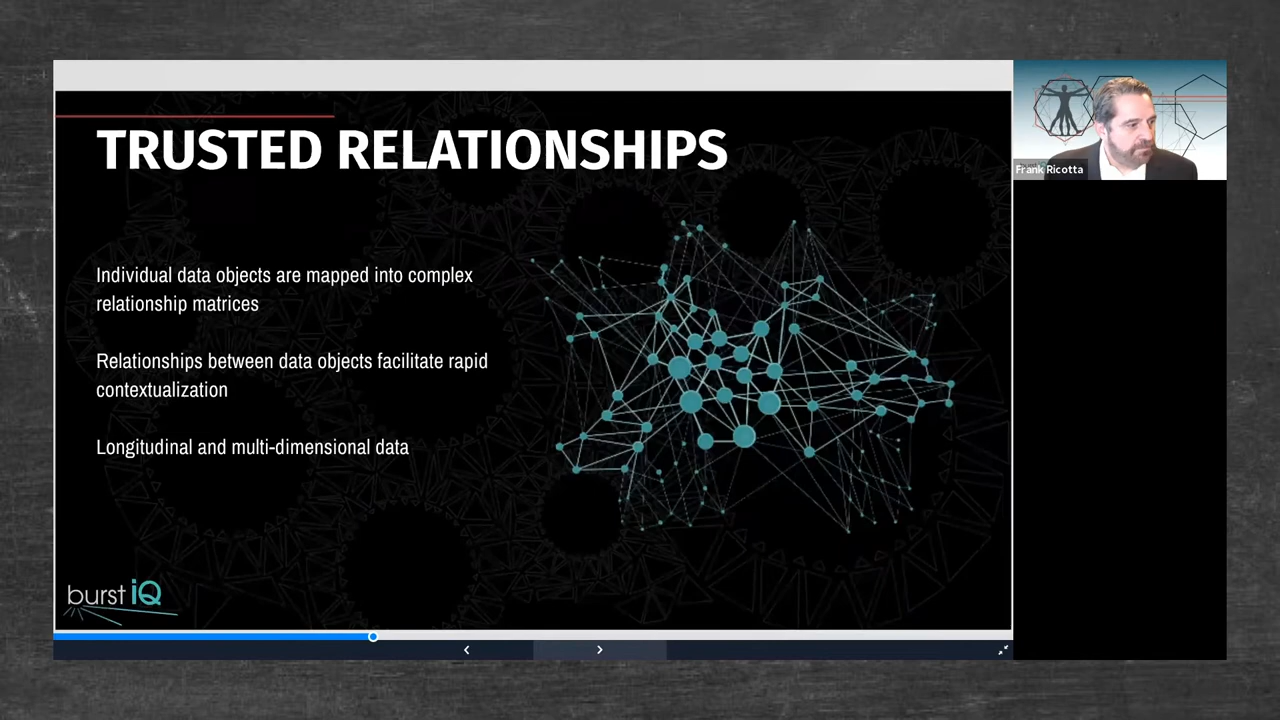 TRUSTED RELATIONSHIPS
Individual data objects are mapped into complex
relationship matrices
Relationships between data objects facilitate rapid
contextualization
Longitudinal and multi-dimensional data
burst iQ
Frank Ricotta